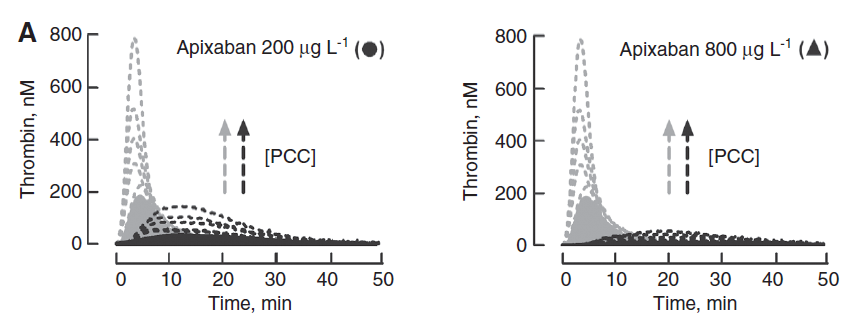 A
Apixaban 200 µg L-1 (●)
Thrombin, nM
800
600
400
200
0
[PCC]
0 10 20 30 40 50
Time, min
Apixaban 800 µg L-1 (▲)
Thrombin, nM
800
600
400
200
0
[PCC]
0 10 20 30 40 50
Time, min